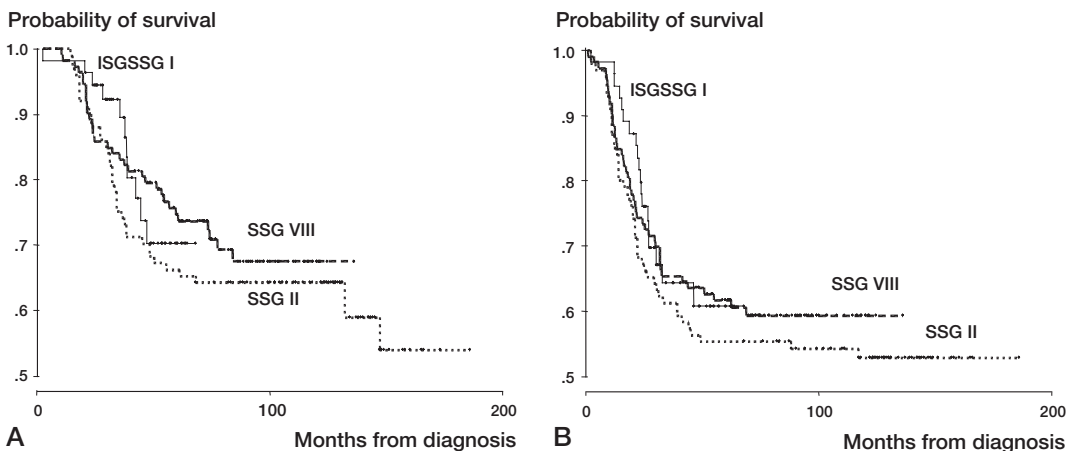 Probability of survival
1.0
.9
.8
.7
.6
.5
ISGSSG I
SSG VIII
SSG II
0
100
200
A
Months from diagnosis
Probability of survival
1.0
.9
.8
.7
.6
.5
ISGSSG I
SSG VIII
SSG II
0
100
200
B
Months from diagnosis